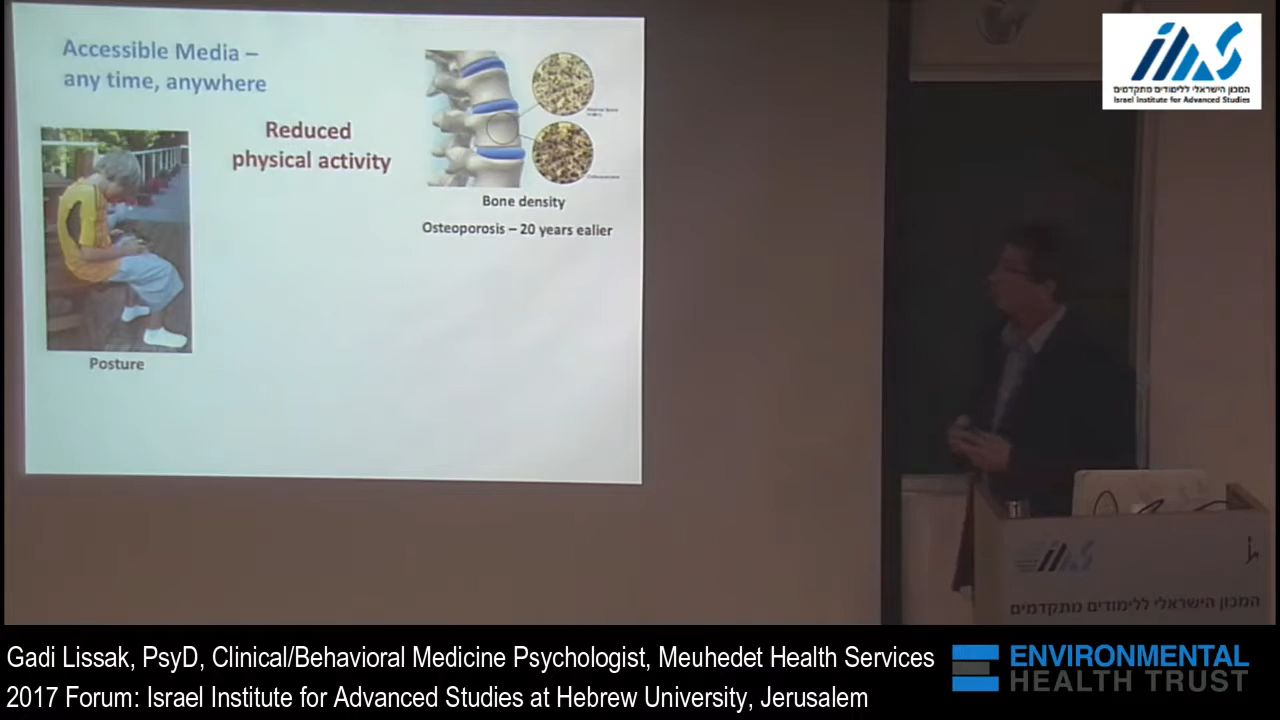 Accessible Media –
any time, anywhere
Reduced
physical activity
Bone density
Osteoporosis – 20 years ealier
Posture
המכון הישראלי ללימודים מתקדמים
Israel Institute for Advanced Studies
המכון הישראלי ללימודים מתקדמים
Gadi Lissak, PsyD, Clinical/Behavioral Medicine Psychologist, Meuhedet Health Services
2017 Forum: Israel Institute for Advanced Studies at Hebrew University, Jerusalem
ENVIRONMENTAL
HEALTH TRUST